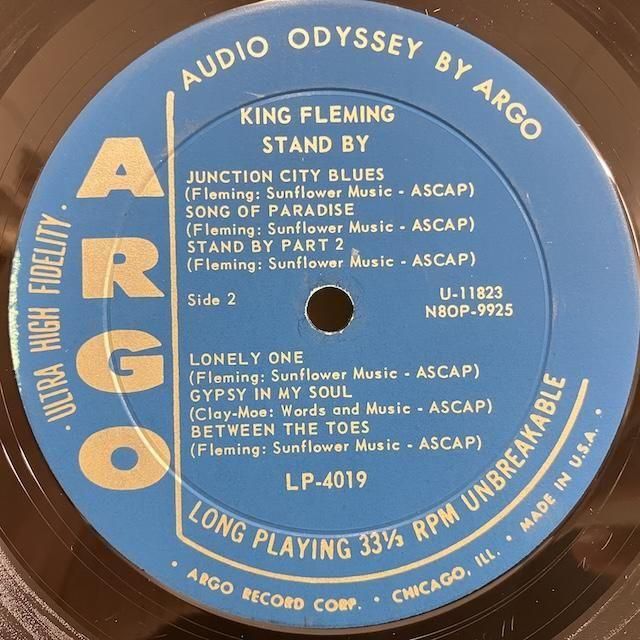 AUDIO ODYSSEY BY ARGO
ARGO
· ULTRA HIGH FIDELITY ·
KING FLEMING
STAND BY
JUNCTION CITY BLUES
(Fleming: Sunflower Music - ASCAP)
SONG OF PARADISE
(Fleming: Sunflower Music - ASCAP)
STAND BY PART 2
(Fleming: Sunflower Music - ASCAP)
Side 2
U-11823
N8OP-9925
LONELY ONE
(Fleming: Sunflower Music - ASCAP)
GYPSY IN MY SOUL
(Clay-Moe: Words and Music - ASCAP)
BETWEEN THE TOES
(Fleming: Sunflower Music - ASCAP)
LP-4019
LONG PLAYING 33⅓ RPM UNBREAKABLE
• ARGO RECORD CORP. • CHICAGO, ILL. • MADE IN U.S.A. •